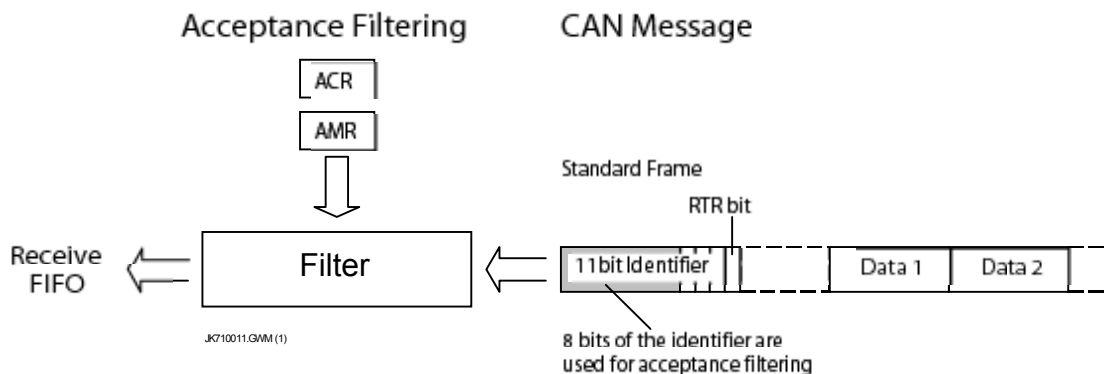 Acceptance Filtering
CAN Message
ACR
AMR
Standard Frame
RTR bit
Receive
FIFO
Filter
11bit Identifier
Data 1
Data 2
JK710011.GWM (1)
8 bits of the identifier are
used for acceptance filtering